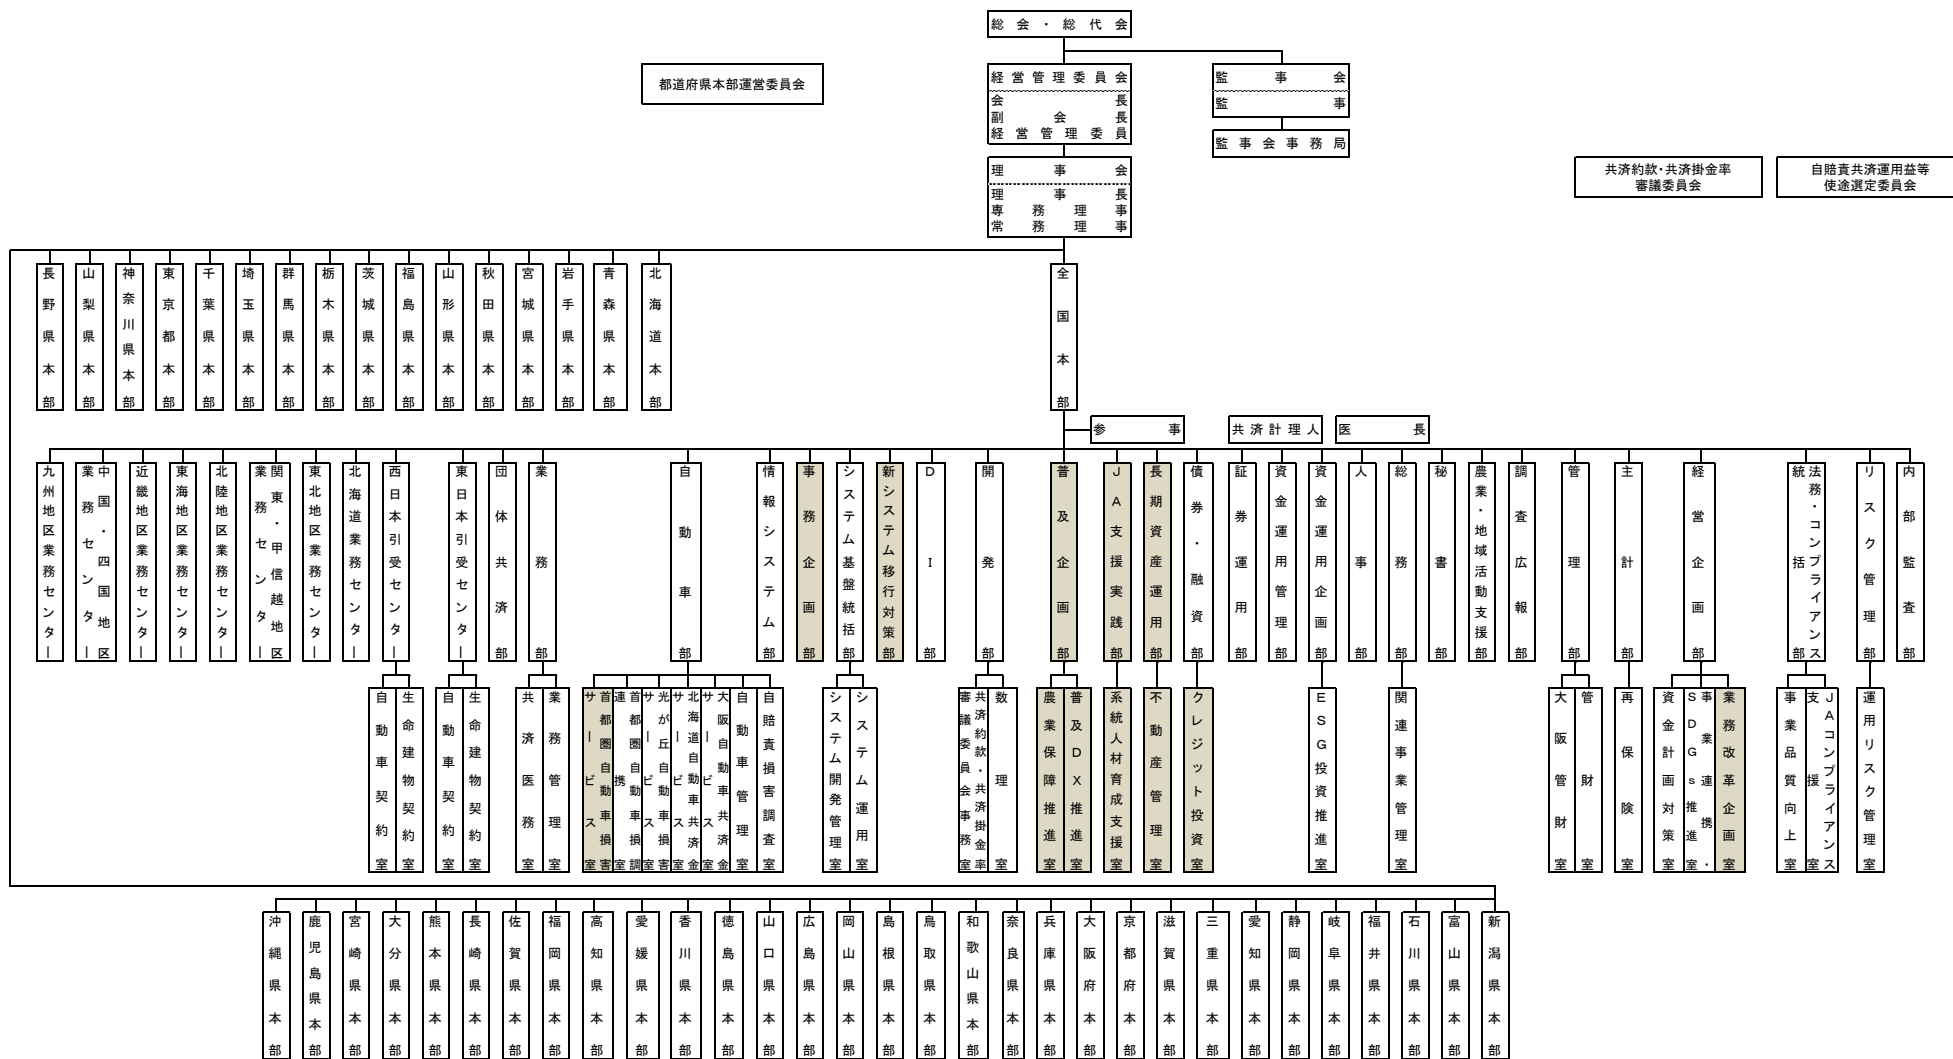 総会・総代会
都道府県本部運営委員会
経営管理委員会
会長
副会長
経営管理委員
監事会
監事
監事会事務局
理事会
理事長
専務理事
常務理事
共済約款・共済掛金率
審議委員会
自賠責共済運用益等
使途選定委員会
長野県本部
山梨県本部
神奈川県本部
東京都本部
千葉県本部
埼玉県本部
群馬県本部
栃木県本部
茨城県本部
福島県本部
山形県本部
秋田県本部
宮城県本部
岩手県本部
青森県本部
北海道本部
全国本部
参事
共済計理人
医長
九州地区業務センター
中国・四国地区
業務センター
近畿地区業務センター
東海地区業務センター
北陸地区業務センター
関東・甲信越地区
業務センター
東北地区業務センター
北海道業務センター
西日本引受センター
東日本引受センター
団体共済部
業務部
自動車部
情報システム部
事務企画部
システム基盤統括部
新システム移行対策部
DI部
開発部
普及企画部
JA支援実践部
長期資産運用部
債券・融資部
証券運用部
資金運用管理部
資金運用企画部
人事部
総務部
秘書部
農業・地域活動支援部
調査広報部
管理部
主計部
経営企画部
法務・コンプライアンス
統括部
リスク管理部
内部監査部
自動車契約室
生命建物契約室
自動車契約室
生命建物契約室
共済医務室
業務管理室
首都圏自動車損害
サービス室
首都圏自動車損調
連携室
光が丘自動車損害
サービス室
北海道自動車共済金
サービス室
大阪自動車共済金
サービス室
自動車管理室
自賠責損害調査室
システム開発管理室
システム運用室
共済約款・共済掛金率
審議委員会事務室
数理室
農業保障推進室
普及DX推進室
系統人材育成支援室
不動産管理室
クレジット投資室
ESG投資推進室
関連事業管理室
大阪管財室
管財室
再保険室
資金計画対策室
事業連携・
SDGs推進室
業務改革企画室
事業品質向上室
JAコンプライアンス
支援室
運用リスク管理室
沖縄県本部
鹿児島県本部
宮崎県本部
大分県本部
熊本県本部
長崎県本部
佐賀県本部
福岡県本部
高知県本部
愛媛県本部
香川県本部
徳島県本部
山口県本部
広島県本部
岡山県本部
島根県本部
鳥取県本部
和歌山県本部
奈良県本部
兵庫県本部
大阪府本部
京都府本部
滋賀県本部
三重県本部
愛知県本部
静岡県本部
岐阜県本部
福井県本部
石川県本部
富山県本部
新潟県本部